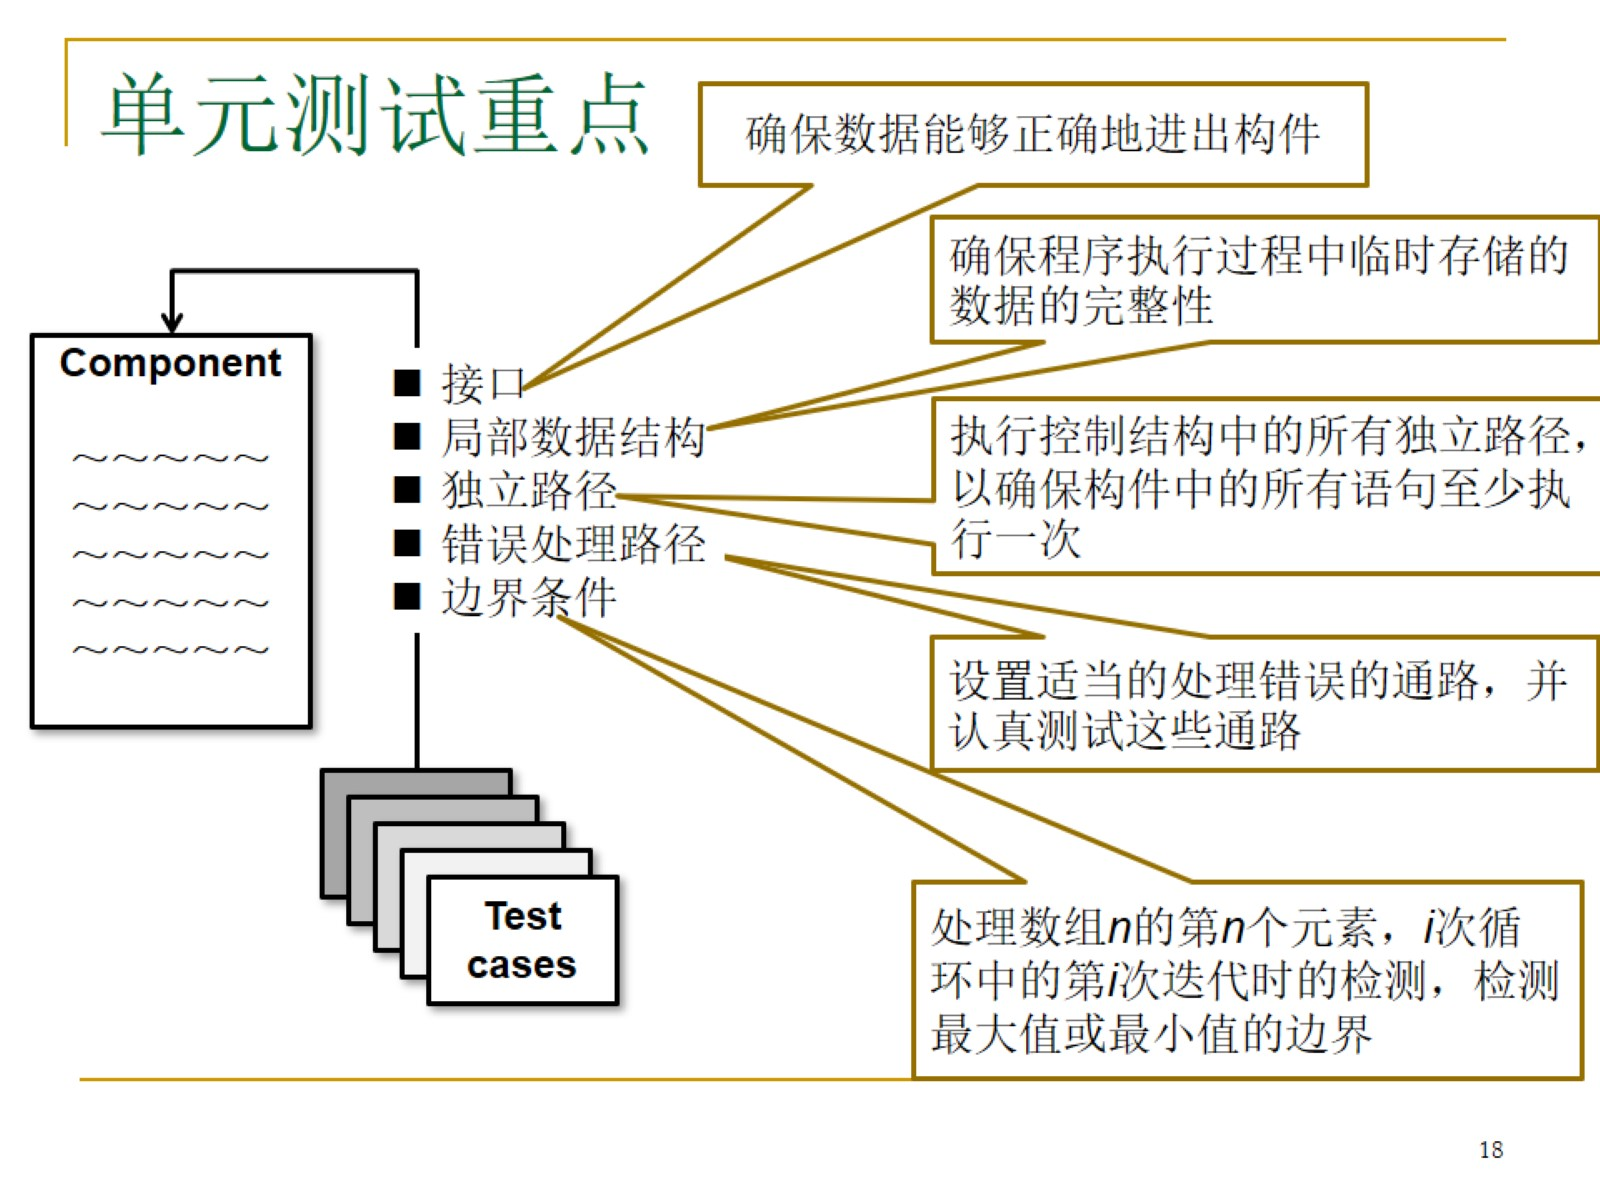 单元测试重点
确保数据能够正确地进出构件
确保程序执行过程中临时存储的
数据的完整性
Component
■ 接口
■ 局部数据结构
■ 独立路径
■ 错误处理路径
■ 边界条件
执行控制结构中的所有独立路径，
以确保构件中的所有语句至少执
行一次
设置适当的处理错误的通路，并
认真测试这些通路
～～～～～
～～～～～
～～～～～
～～～～～
～～～～～
Test
cases
处理数组n的第n个元素，i次循
环中的第i次迭代时的检测，检测
最大值或最小值的边界
18